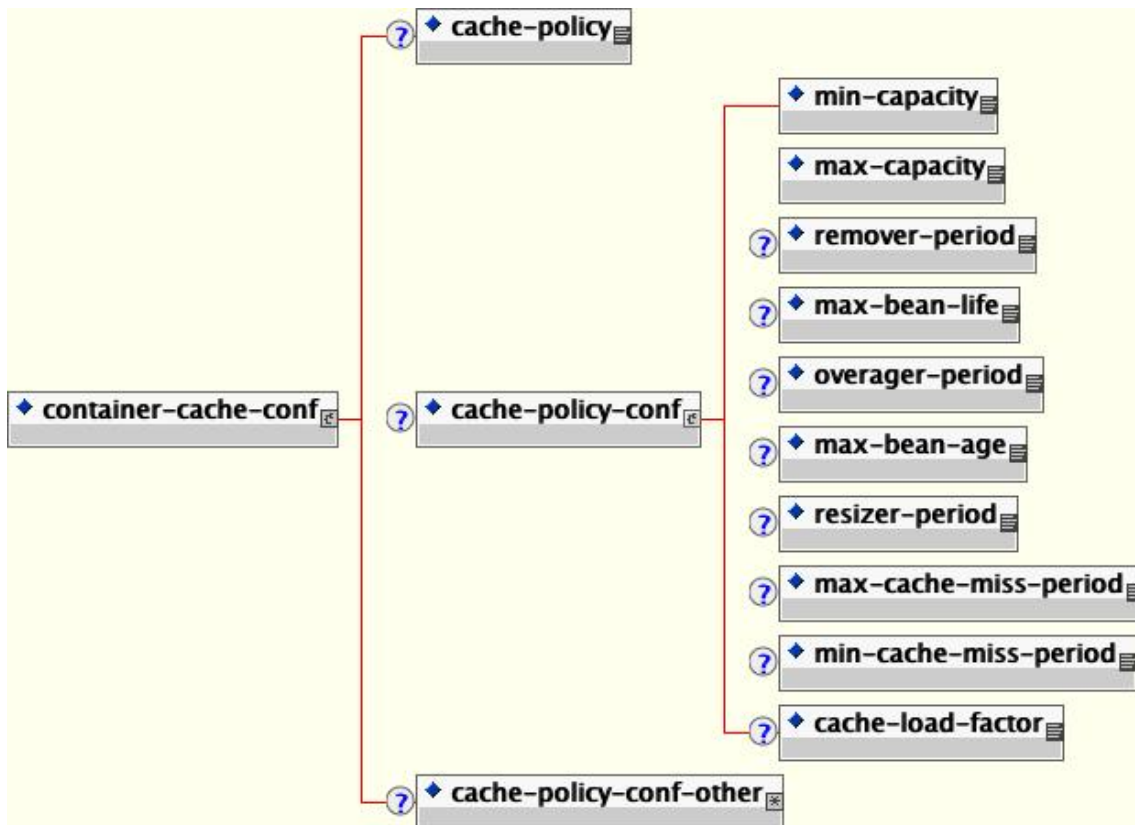 ? cache-policy
min-capacity
max-capacity
? remover-period
? max-bean-life
? overager-period
container-cache-conf ? cache-policy-conf
? max-bean-age
? resizer-period
? max-cache-miss-period
? min-cache-miss-period
? cache-load-factor
? cache-policy-conf-other